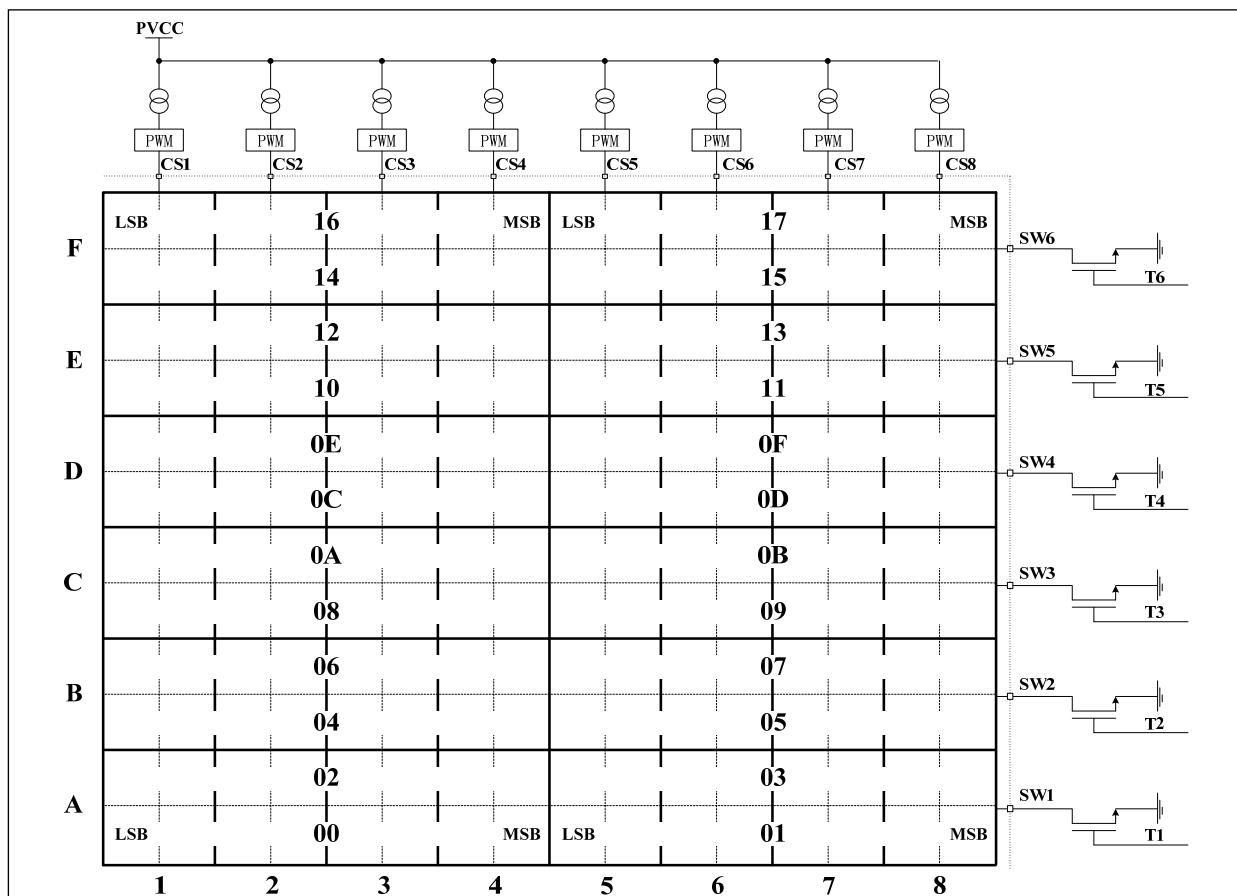 PVCC
PWM PWM PWM PWM PWM PWM PWM PWM
CS1 CS2 CS3 CS4 CS5 CS6 CS7 CS8
LSB 16 MSB LSB 17 MSB
SW6
F
14 15
T6
12 13
SW5
E
10 11
T5
0E 0F
SW4
D
0C 0D
T4
0A 0B
SW3
C
08 09
T3
06 07
SW2
B
04 05
T2
02 03
SW1
A
LSB 00 MSB LSB 01 MSB
T1
1 2 3 4 5 6 7 8